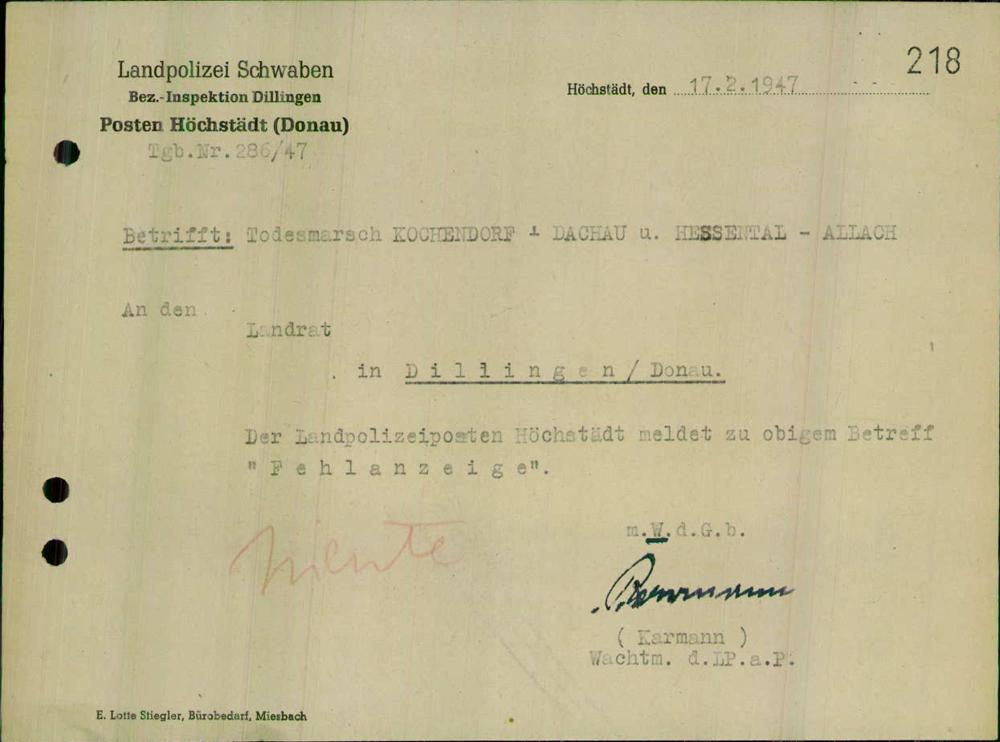 218
Landpolizei Schwaben
Bez.-Inspektion Dillingen
Posten Höchstädt (Donau)
Tgb.Nr.286/47
Höchstädt, den 17.2.1947
Betrifft: Todesmarsch KOCHENDORF - DACHAU u. HESSENTAL - ALLACH
An den
Landrat
in Dillingen/Donau.
Der Landpolizeiposten Höchstädt meldet zu obigem Betreff
"Fehlanzeige".
niente
m.W.d.G.b.
Karmann
( Karmann )
Wachtm. d.LP.a.P.
E. Lotte Stiegler, Bürobedarf, Miesbach